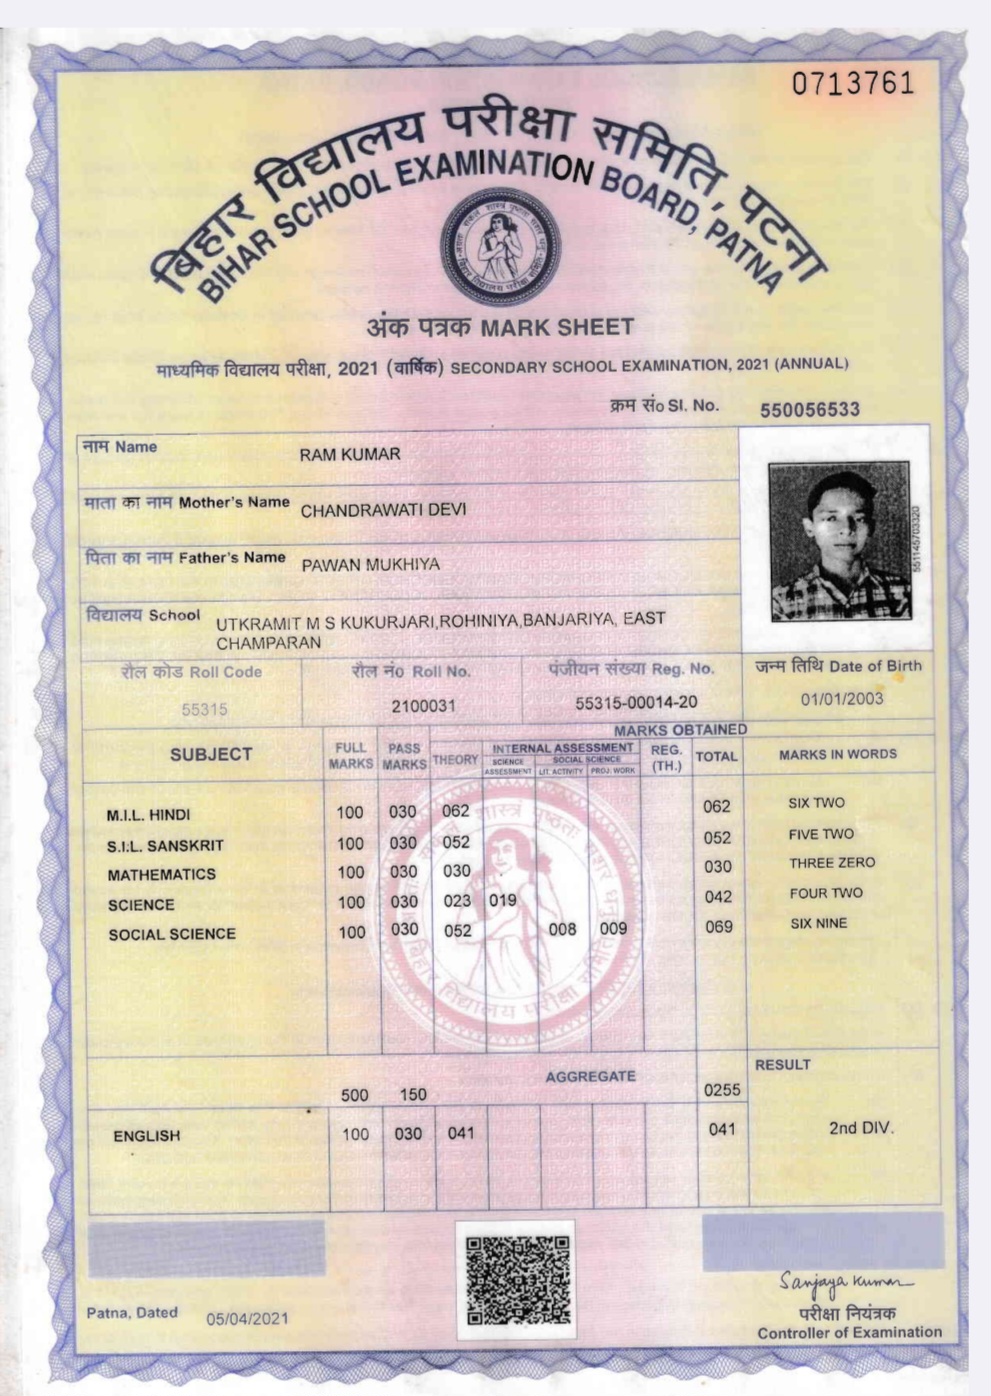 0713761
बिहार विद्यालय परीक्षा समिति, पटना
BIHAR SCHOOL EXAMINATION BOARD, PATNA
अंक पत्रक MARK SHEET
माध्यमिक विद्यालय परीक्षा, 2021 (वार्षिक) SECONDARY SCHOOL EXAMINATION, 2021 (ANNUAL)
क्रम सं० Sl. No. 550056533
नाम Name RAM KUMAR
माता का नाम Mother's Name CHANDRAWATI DEVI
पिता का नाम Father's Name PAWAN MUKHIYA
551145703320
विद्यालय School UTKRAMIT M S KUKURJARI,ROHINIYA,BANJARIYA, EAST
CHAMPARAN
रौल कोड Roll Code रौल नं० Roll No. पंजीयन संख्या Reg. No. जन्म तिथि Date of Birth
55315 2100031 55315-00014-20 01/01/2003
MARKS OBTAINED
SUBJECT FULL MARKS PASS MARKS THEORY INTERNAL ASSESSMENT REG. (TH.) TOTAL MARKS IN WORDS
SCIENCE ASSESSMENT SOCIAL SCIENCE LIT. ACTIVITY PROJ. WORK
M.I.L. HINDI 100 030 062 062 SIX TWO
S.I.L. SANSKRIT 100 030 052 052 FIVE TWO
MATHEMATICS 100 030 030 030 THREE ZERO
SCIENCE 100 030 023 019 042 FOUR TWO
SOCIAL SCIENCE 100 030 052 008 009 069 SIX NINE
AGGREGATE RESULT
500 150 0255
ENGLISH 100 030 041 041 2nd DIV.
Sanjaya Kumar
Patna, Dated 05/04/2021
परीक्षा नियंत्रक
Controller of Examination